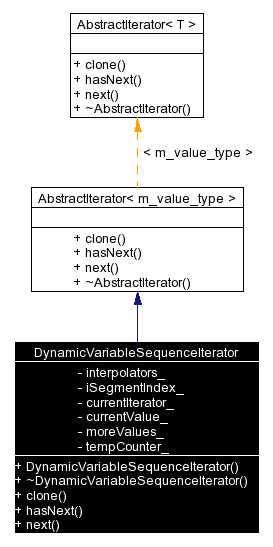 AbstractIterator< T >
+ clone()
+ hasNext()
+ next()
+ ~AbstractIterator()
< m_value_type >
AbstractIterator< m_value_type >
+ clone()
+ hasNext()
+ next()
+ ~AbstractIterator()
DynamicVariableSequenceIterator
- interpolators_
- iSegmentIndex_
- currentIterator_
- currentValue_
- moreValues_
- tempCounter_
+ DynamicVariableSequenceIterator()
+ ~DynamicVariableSequenceIterator()
+ clone()
+ hasNext()
+ next()